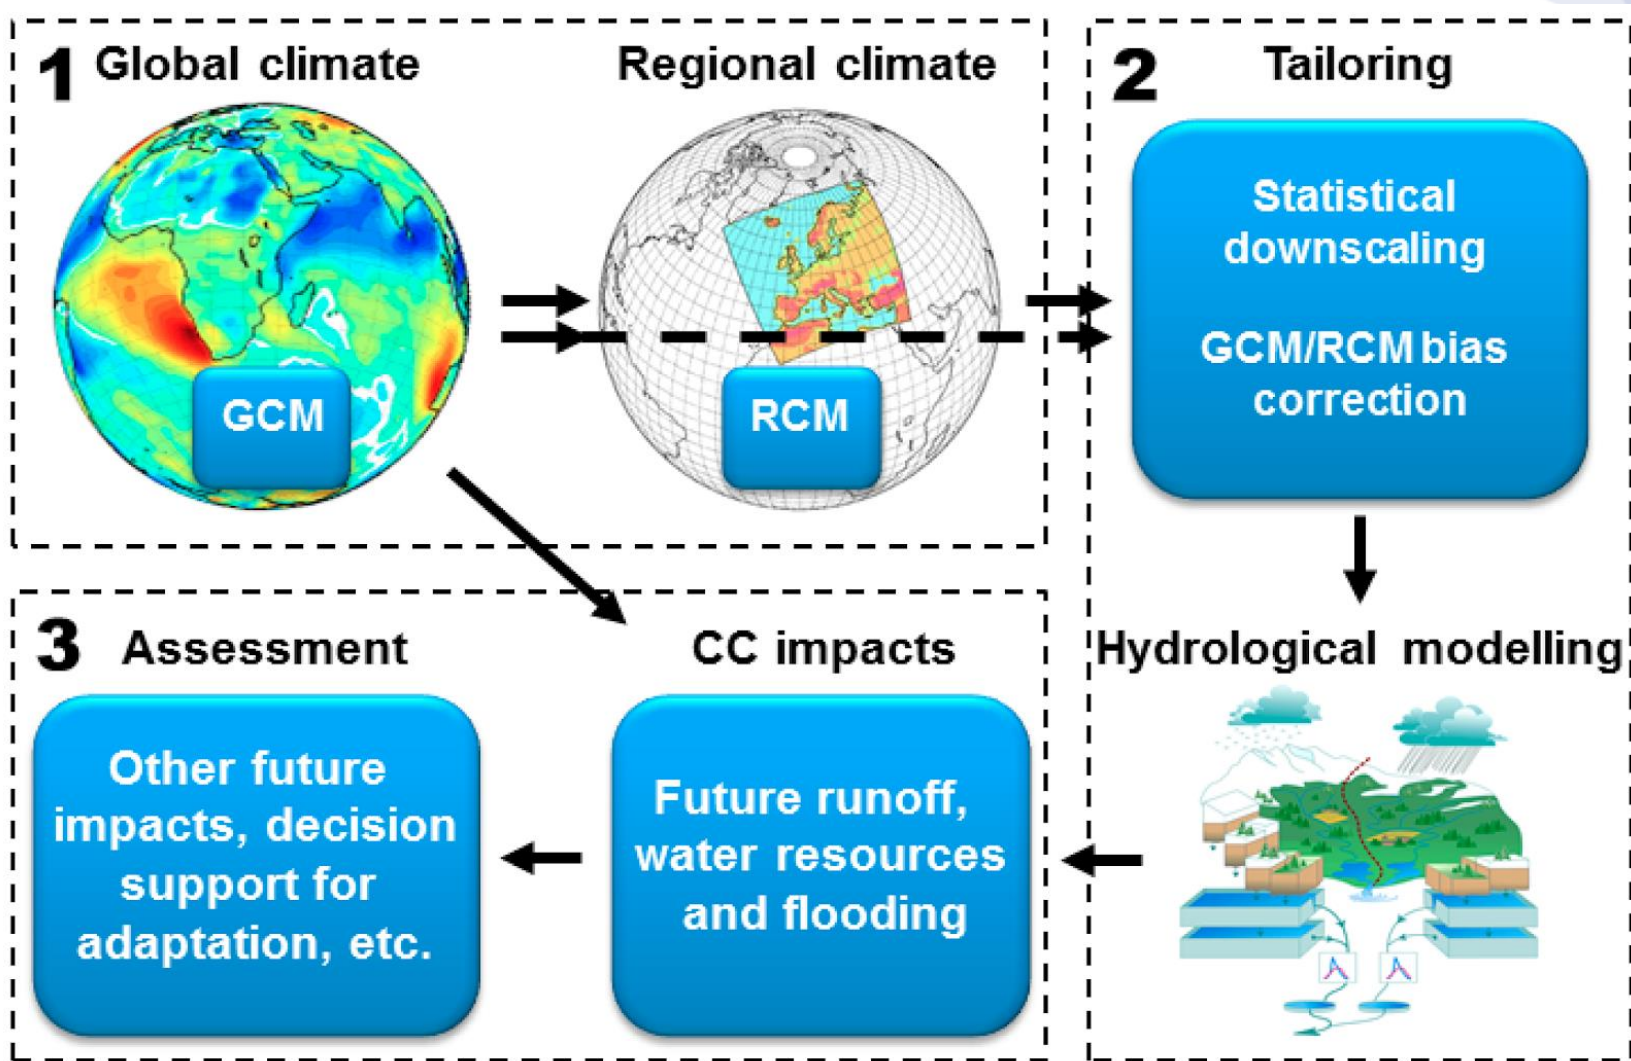 1 Global climate
Regional climate
GCM
RCM
2 Tailoring
Statistical
downscaling
GCM/RCM bias
correction
Hydrological modelling
3 Assessment
Other future
impacts, decision
support for
adaptation, etc.
CC impacts
Future runoff,
water resources
and flooding